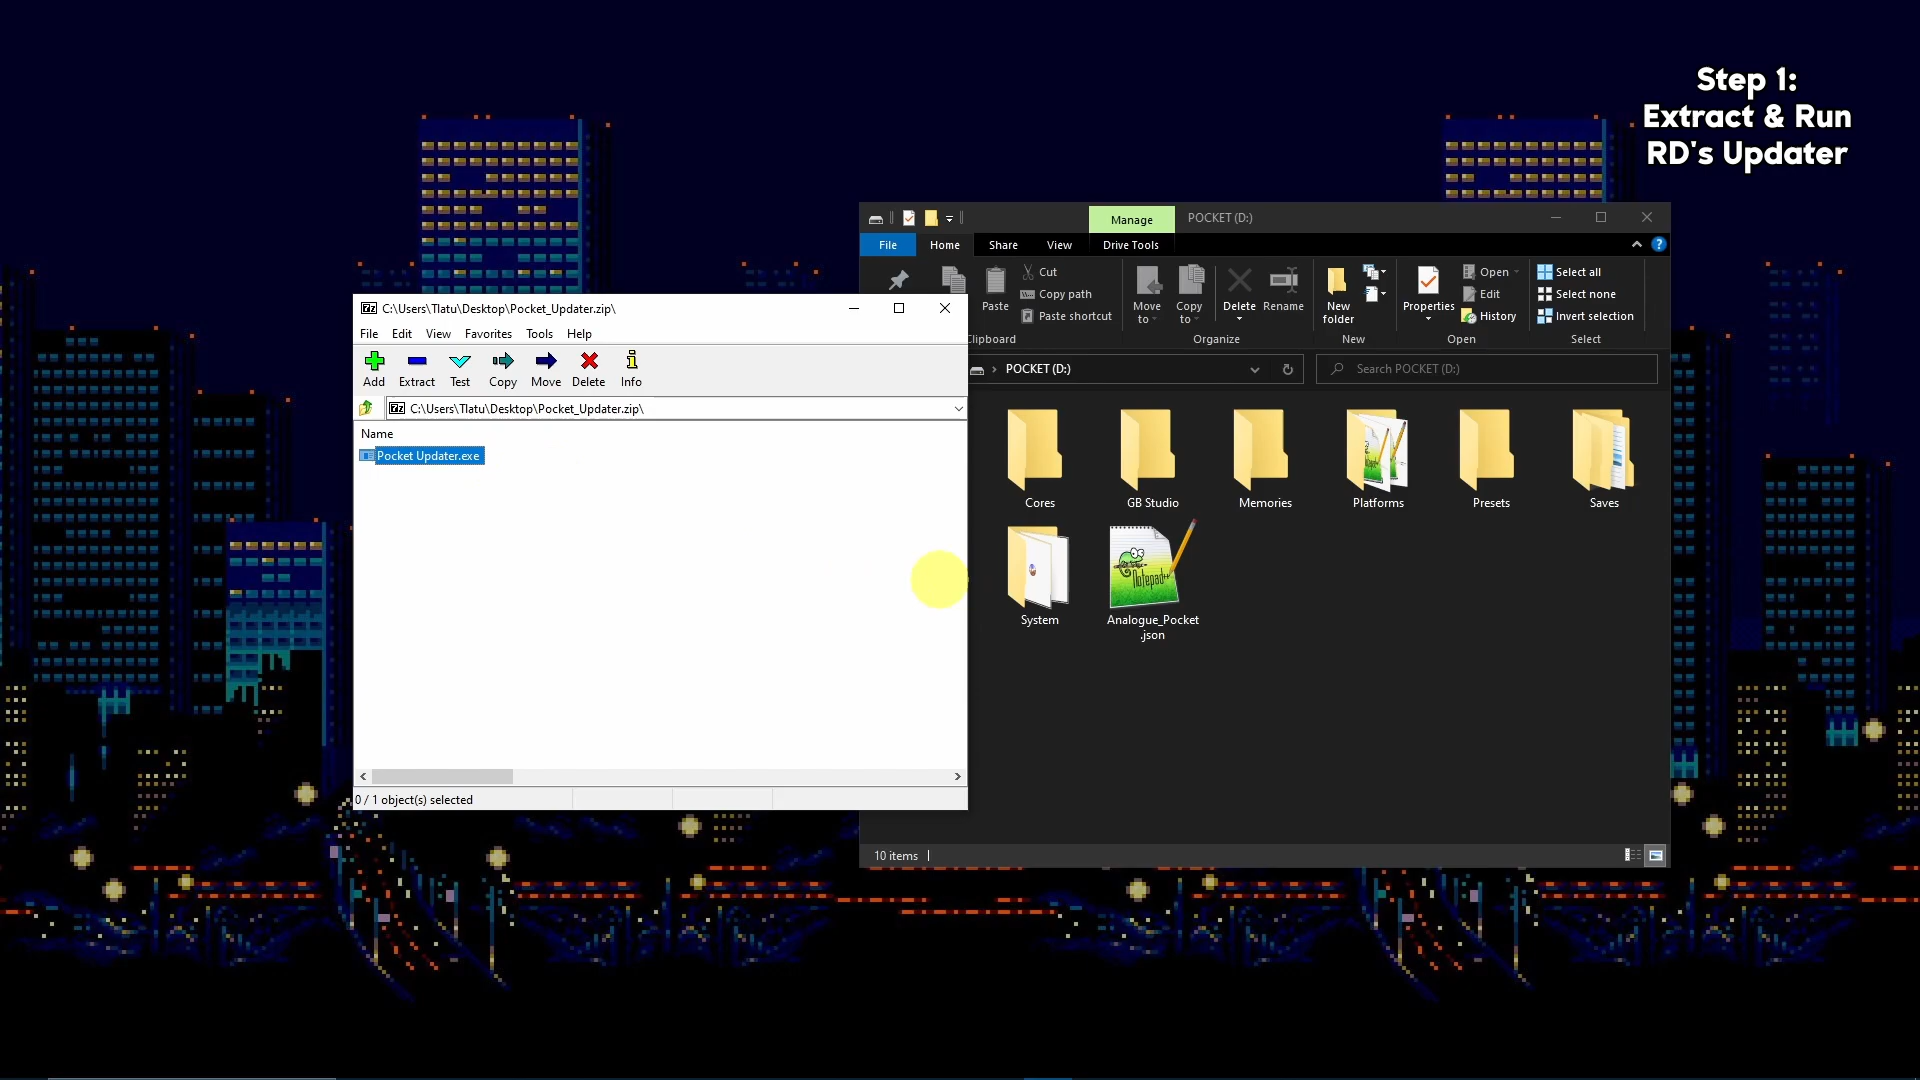 Step 1:
Extract & Run
RD's Updater
Manage
POCKET (D:)
File
Home
Share
View
Drive Tools
Paste
Cut
Copy path
Paste shortcut
Move
to
Copy
to
Delete
Rename
New
folder
Properties
Open
Edit
History
Select all
Select none
Invert selection
Clipboard
Organize
New
Open
Select
POCKET (D:)
Search POCKET (D:)
Cores
GB Studio
Memories
Platforms
Presets
Saves
System
Notepad++
Analogue_Pocket
.json
10 items
7z
C:\Users\Tlatu\Desktop\Pocket_Updater.zip\
File
Edit
View
Favorites
Tools
Help
Add
Extract
Test
Copy
Move
Delete
Info
7z
C:\Users\Tlatu\Desktop\Pocket_Updater.zip\
Name
Pocket Updater.exe
0 / 1 object(s) selected